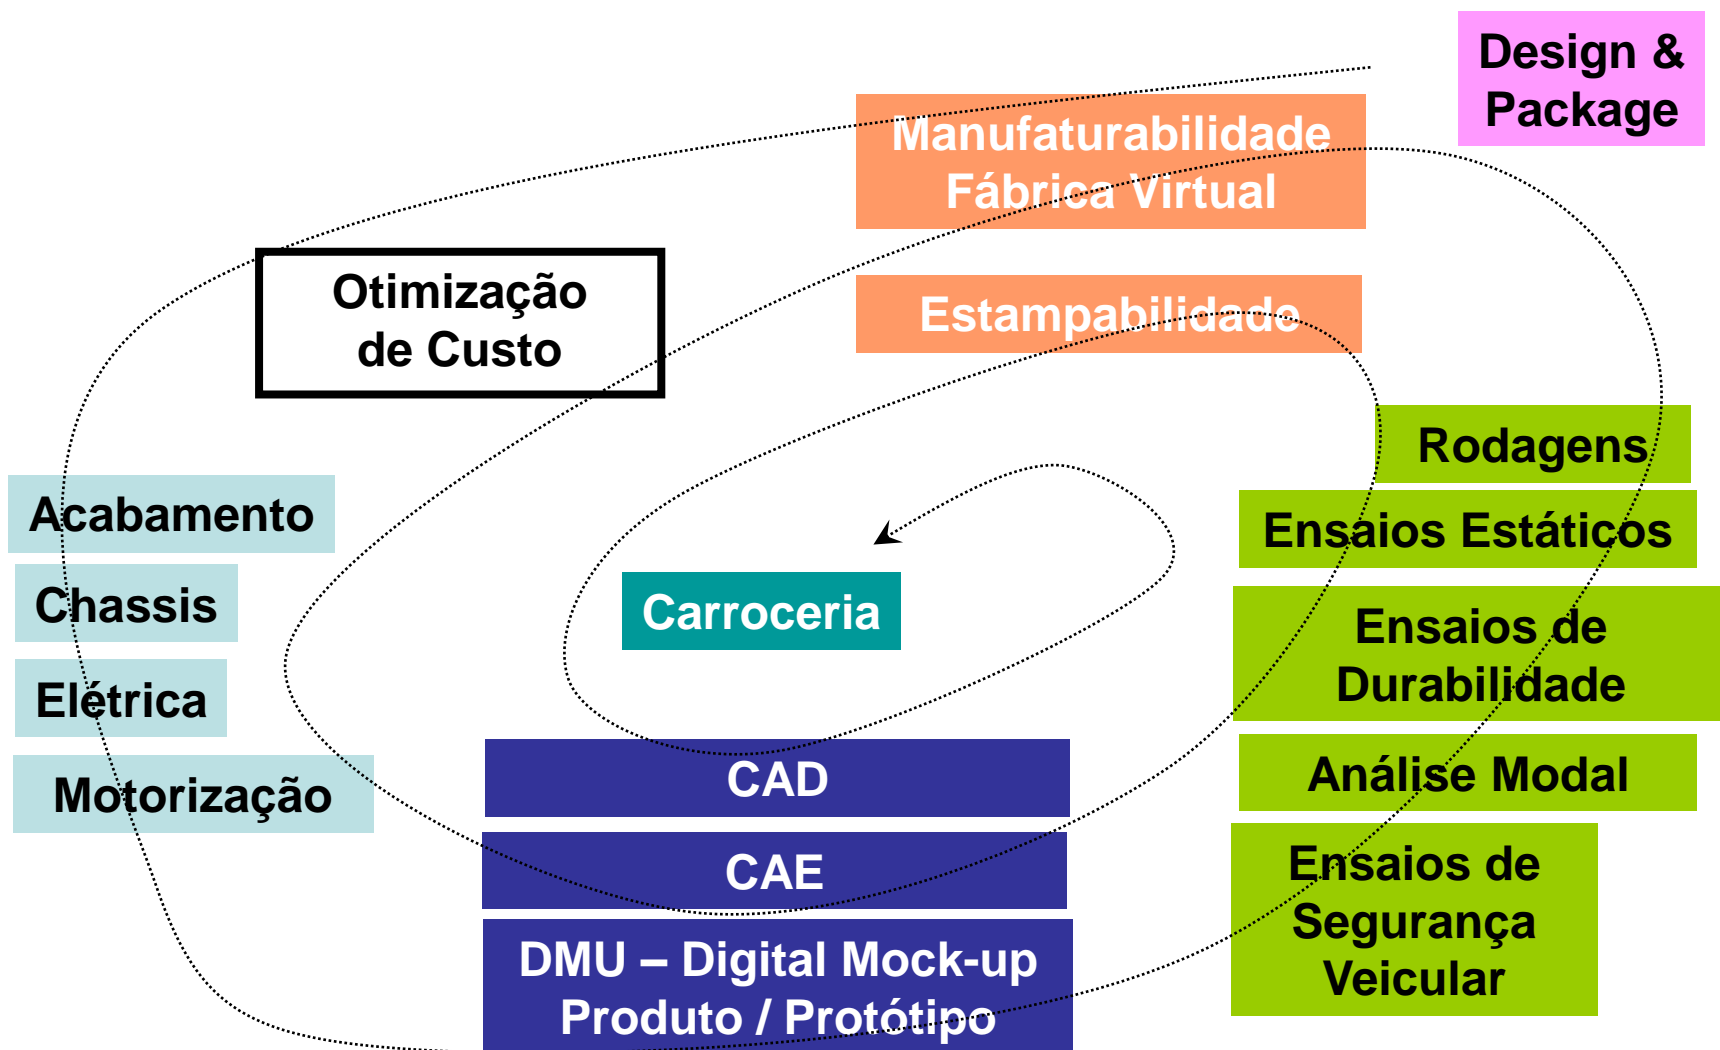 Design &
Package
Manufaturabilidade
Fábrica Virtual
Otimização
de Custo
Estampabilidade
Rodagens
Acabamento
Ensaios Estáticos
Chassis
Carroceria
Ensaios de
Durabilidade
Elétrica
CAD
Análise Modal
Motorização
CAE
Ensaios de
Segurança
Veicular
DMU – Digital Mock-up
Produto / Protótipo